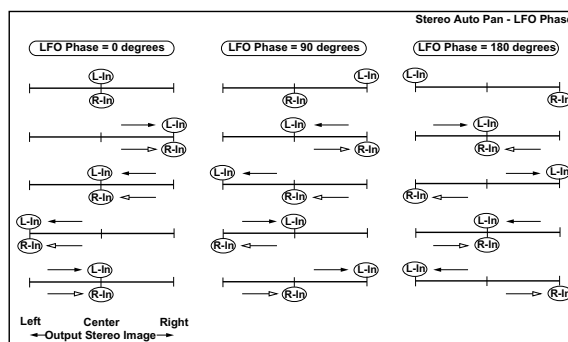 Stereo Auto Pan - LFO Phase
LFO Phase = 0 degrees LFO Phase = 90 degrees LFO Phase = 180 degrees
L-In L-In L-In
R-In R-In R-In
L-In L-In L-In
R-In R-In R-In
L-In L-In L-In
R-In R-In R-In
L-In L-In L-In
R-In R-In R-In
L-In L-In L-In
R-In R-In R-In
Left Center Right
Output Stereo Image